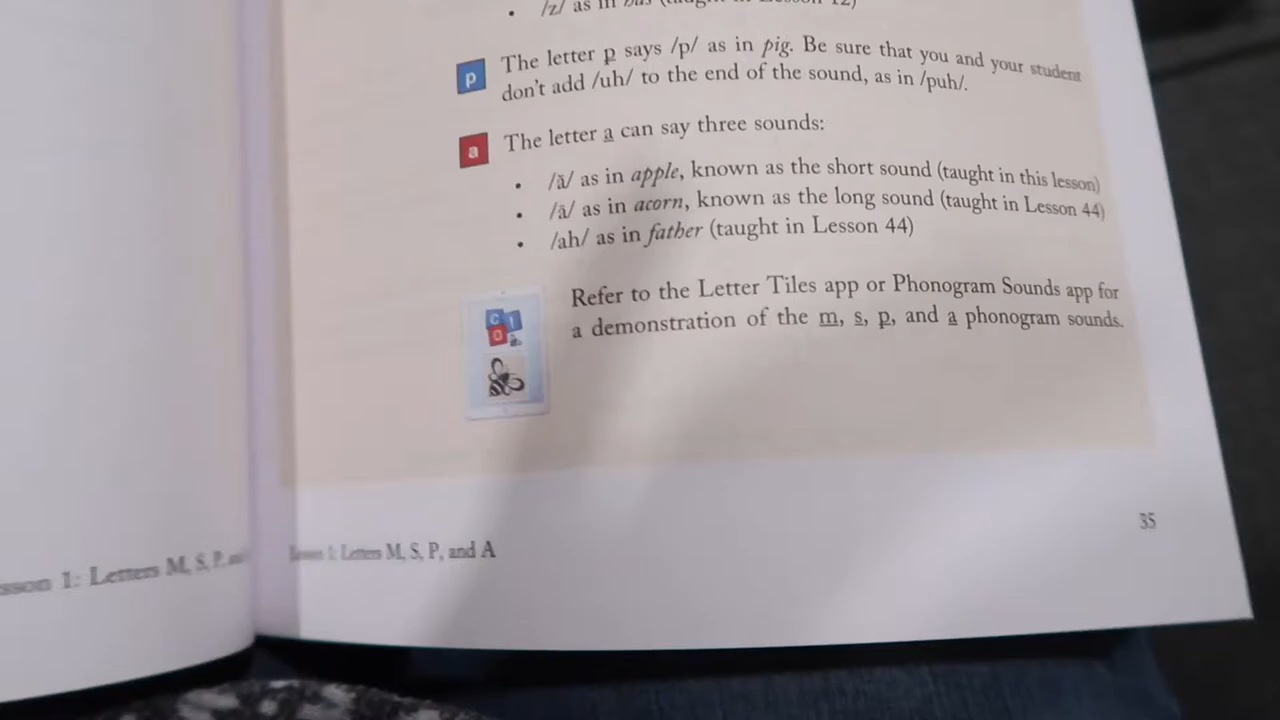 • /z/ as in bus (taught in Lesson 12)
p The letter p says /p/ as in pig. Be sure that you and your student
don't add /uh/ to the end of the sound, as in /puh/.
a The letter a can say three sounds:
• /ă/ as in apple, known as the short sound (taught in this lesson)
• /ā/ as in acorn, known as the long sound (taught in Lesson 44)
• /ah/ as in father (taught in Lesson 44)
Refer to the Letter Tiles app or Phonogram Sounds app for
a demonstration of the m, s, p, and a phonogram sounds.
35
Lesson 1: Letters M, S, P, and A
sson 1: Letters M, S, P,